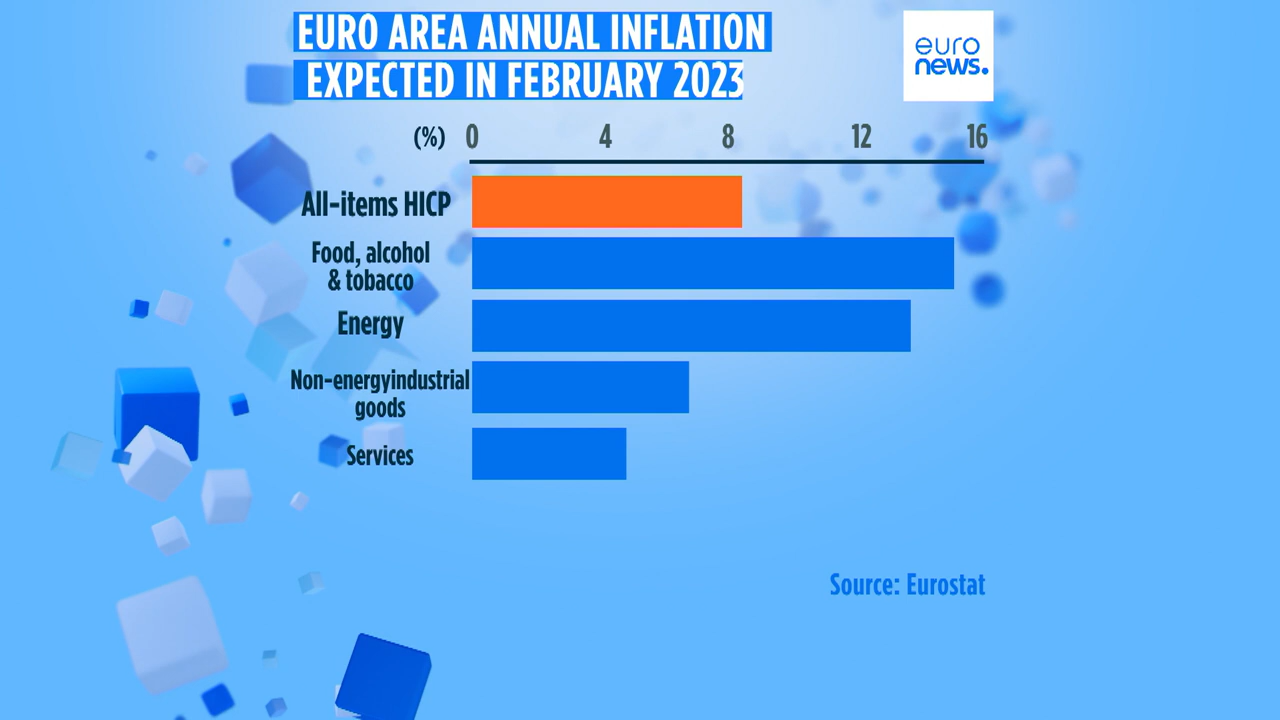 EURO AREA ANNUAL INFLATION
EXPECTED IN FEBRUARY 2023
euro
news.
(%) 0 4 8 12 16
All-items HICP
Food, alcohol
& tobacco
Energy
Non-energyindustrial
goods
Services
Source: Eurostat